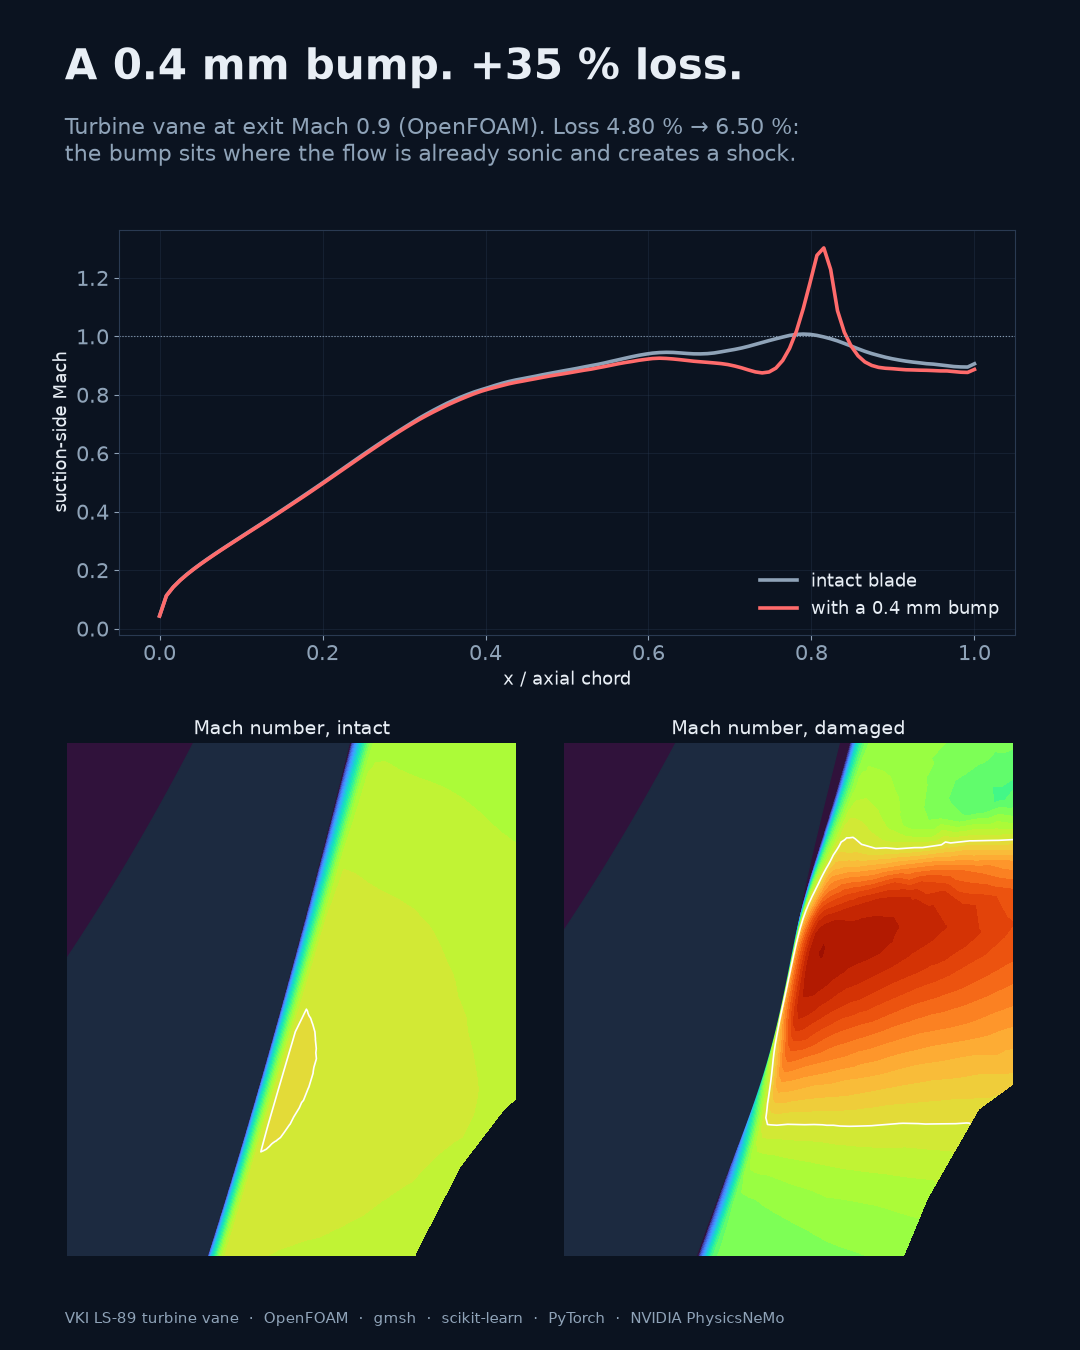 A 0.4 mm bump. +35 % loss.
Turbine vane at exit Mach 0.9 (OpenFOAM). Loss 4.80 % → 6.50 %:
the bump sits where the flow is already sonic and creates a shock.
suction-side Mach
1.2
1.0
0.8
0.6
0.4
0.2
0.0
intact blade
with a 0.4 mm bump
0.0 0.2 0.4 0.6 0.8 1.0
x / axial chord
Mach number, intact
Mach number, damaged
VKI LS-89 turbine vane · OpenFOAM · gmsh · scikit-learn · PyTorch · NVIDIA PhysicsNeMo